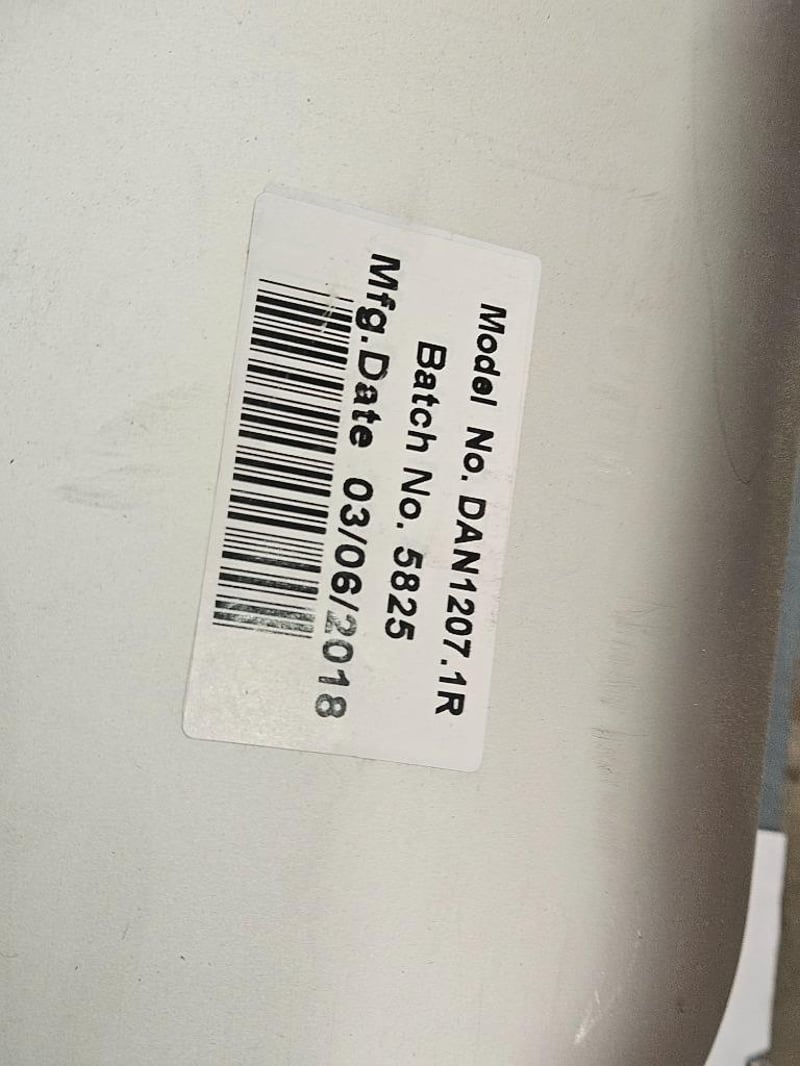 Model No. DAN1207.1R
Batch No. 5825
Mfg.Date 03/06/2018